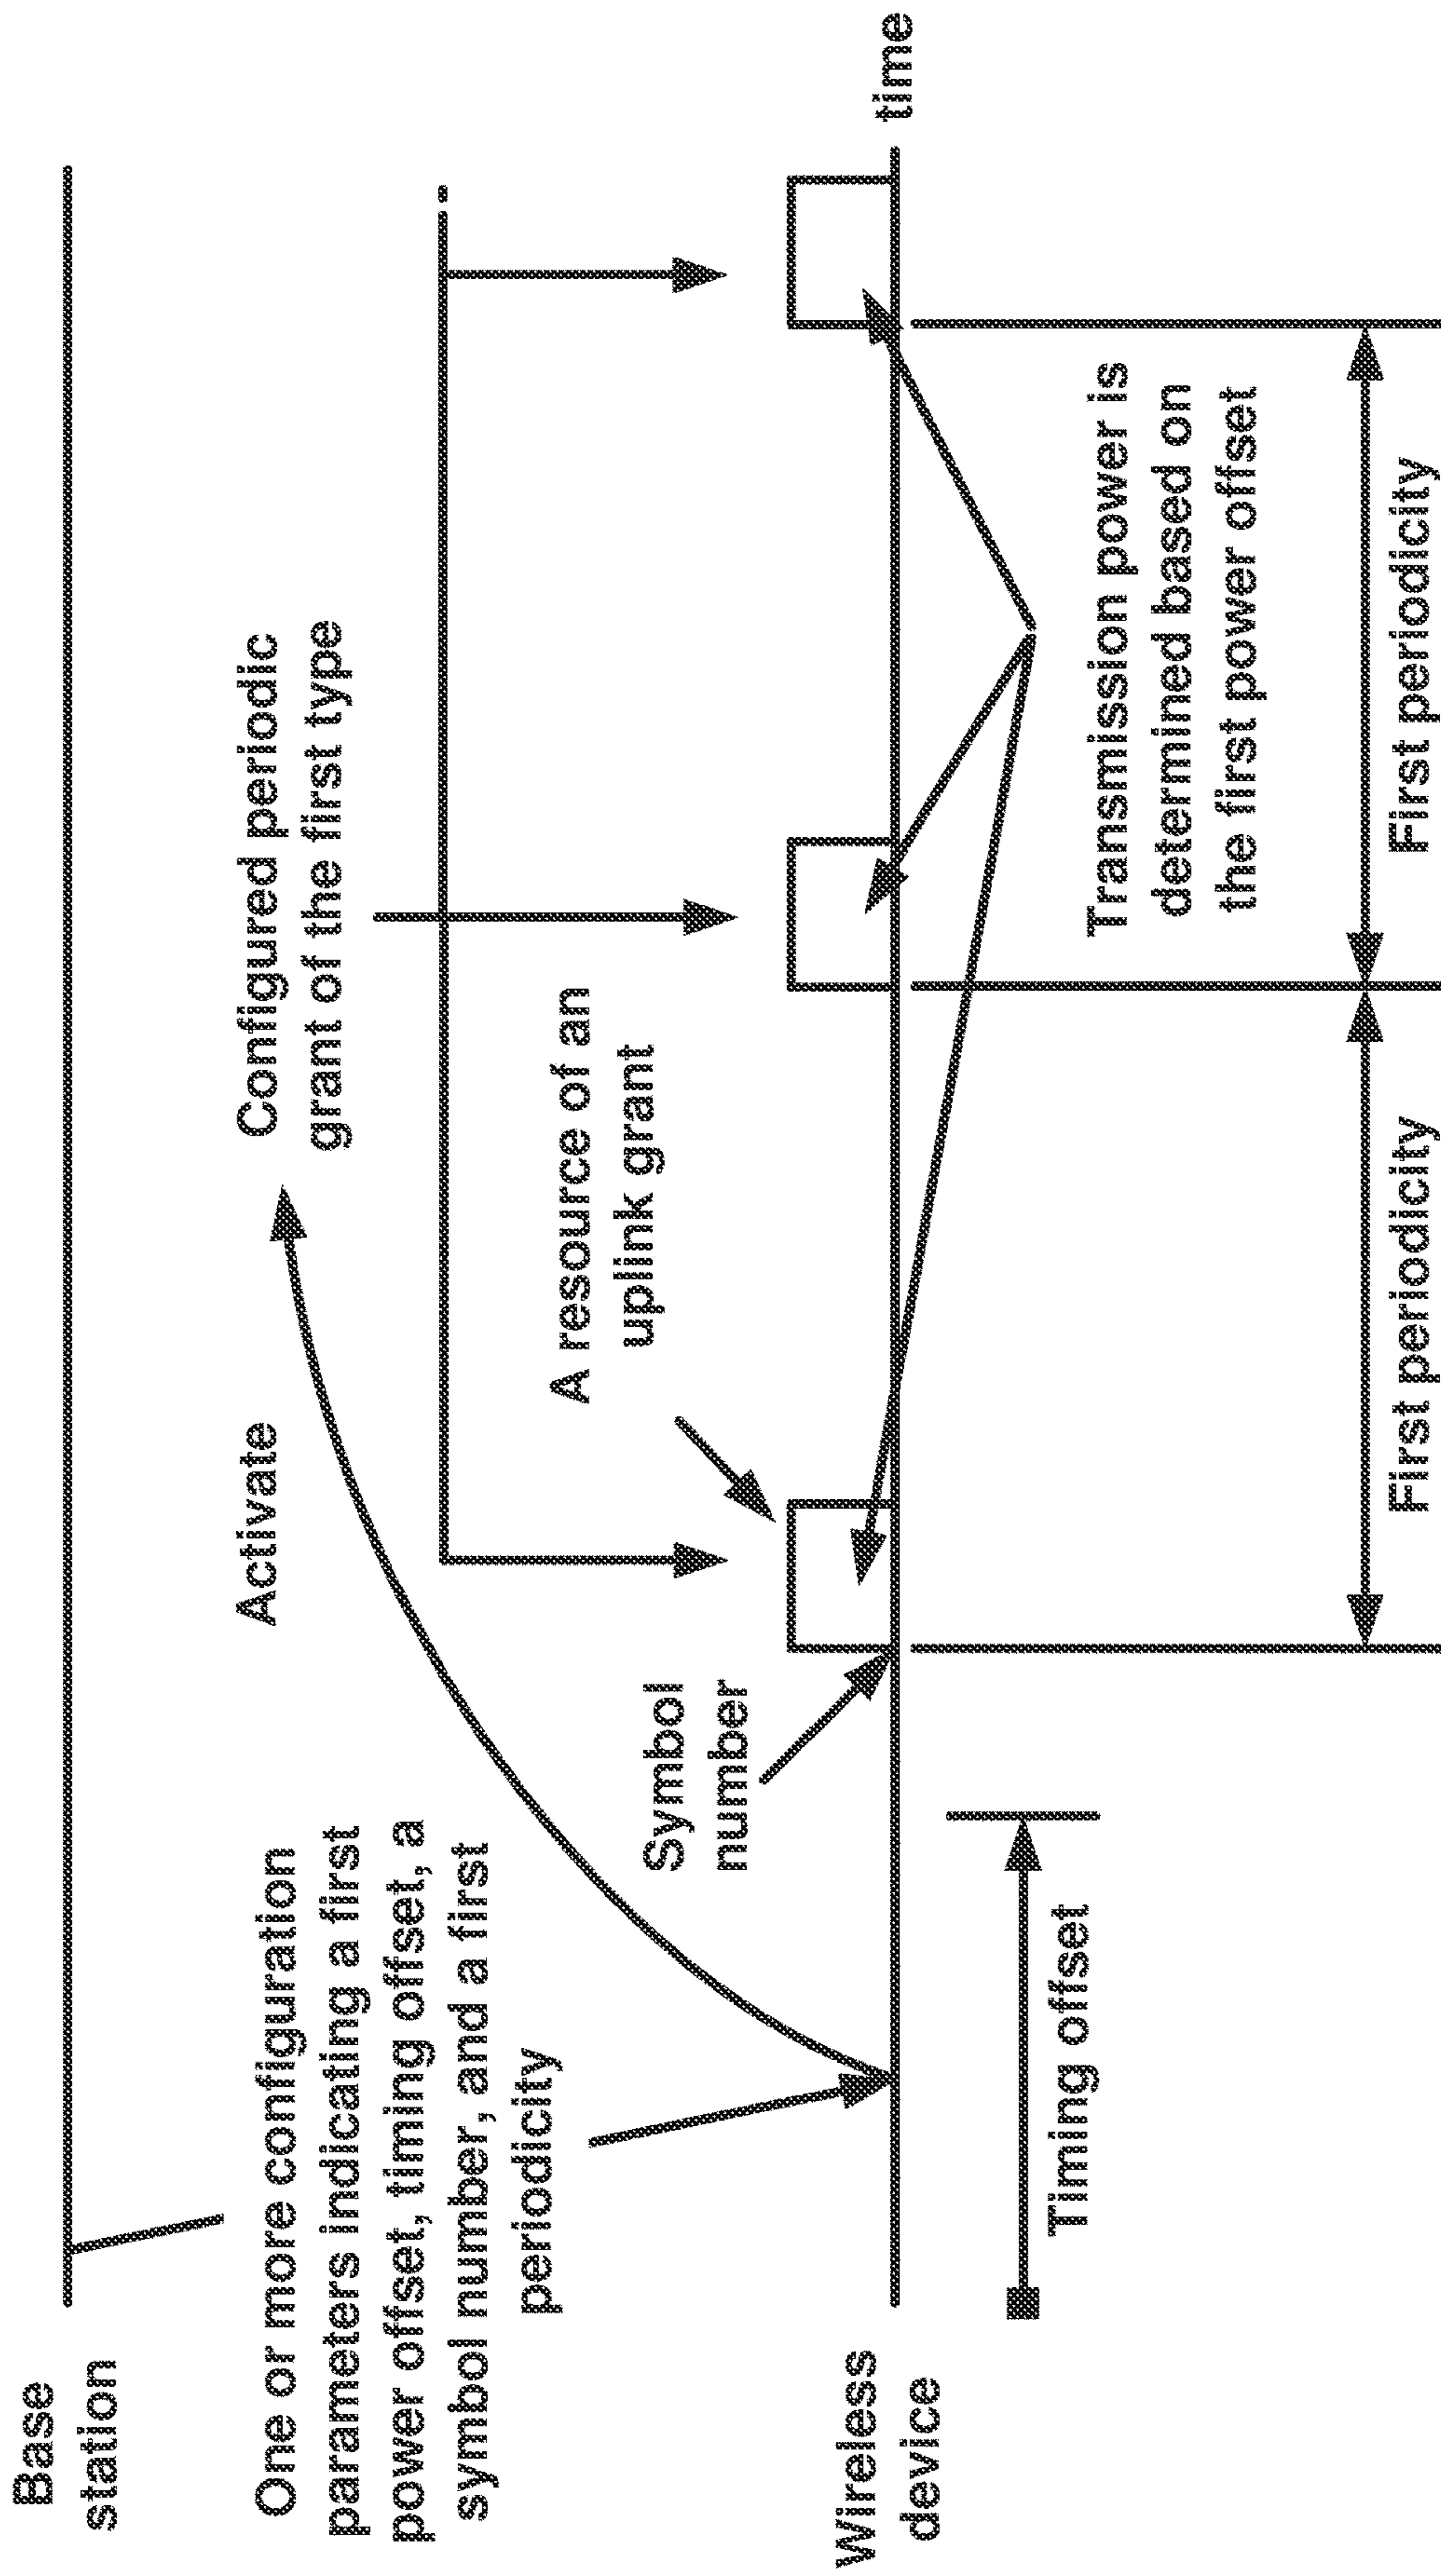 Base
station
One or more configuration
parameters indicating a first
power offset, timing offset, a
symbol number, and a first
periodicity
Activate
Configured periodic
grant of the first type
A resource of an
uplink grant
Symbol
number
Wireless
device
time
Timing offset
Transmission power is
determined based on
the first power offset
First periodicity
First periodicity